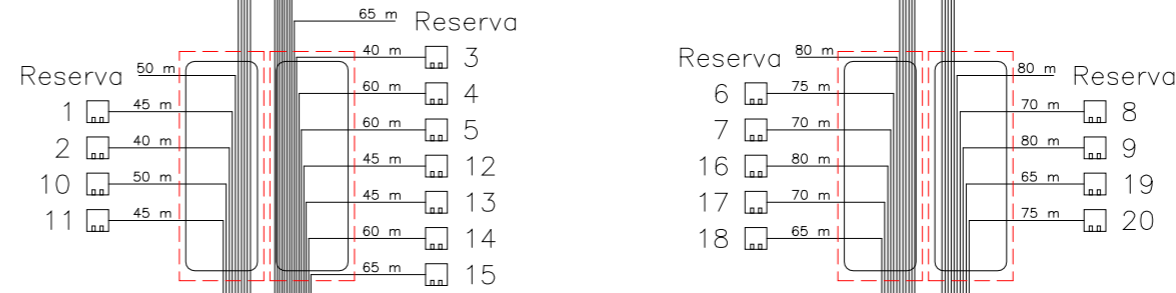 65 m Reserva
40 m 3
Reserva 50 m
60 m 4
1 45 m
60 m 5
2 40 m
45 m 12
10 50 m
45 m 13
11 45 m
60 m 14
65 m 15
Reserva 80 m
80 m Reserva
6 75 m
70 m 8
7 70 m
80 m 9
16 80 m
65 m 19
17 70 m
75 m 20
18 65 m